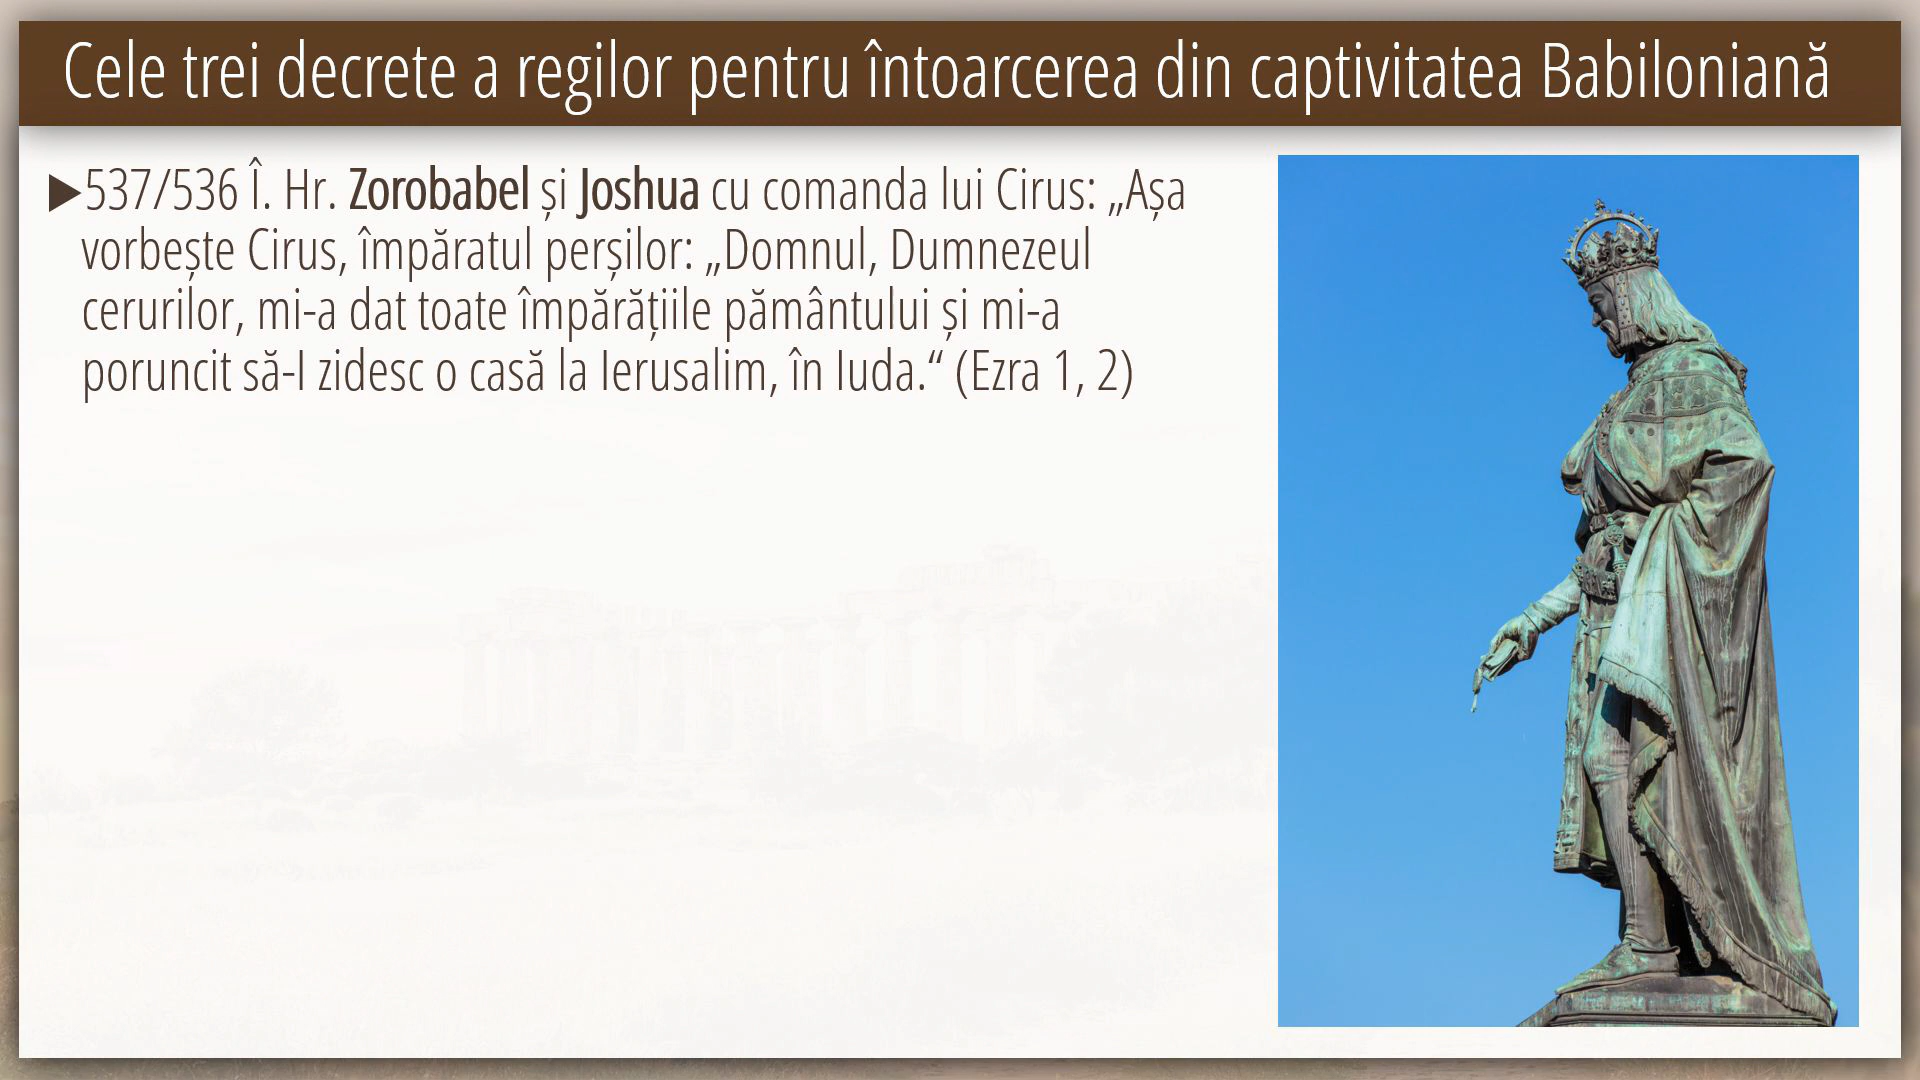 Cele trei decrete a regilor pentru întoarcerea din captivitatea Babiloniană
▶537/536 Î. Hr. Zorobabel și Joshua cu comanda lui Cirus: „Așa
vorbește Cirus, împăratul perșilor: „Domnul, Dumnezeul
cerurilor, mi-a dat toate împărățiile pământului și mi-a
poruncit să-I zidesc o casă la Ierusalim, în Iuda.“ (Ezra 1, 2)